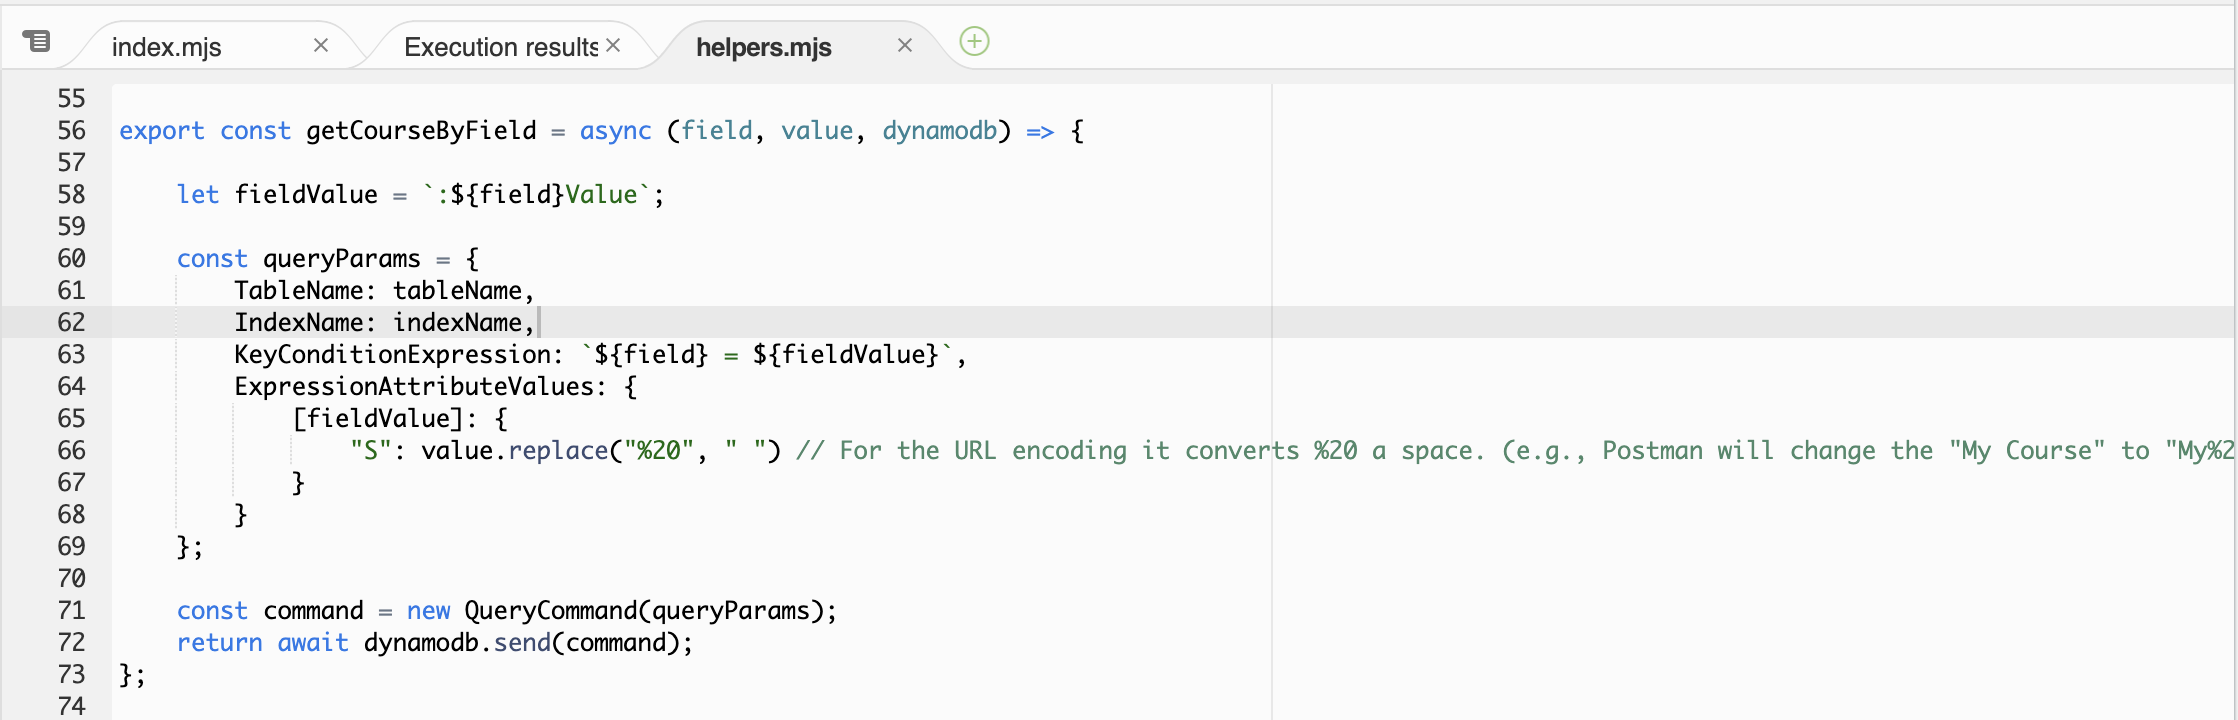 index.mjs × Execution results × helpers.mjs ×
55
56 export const getCourseByField = async (field, value, dynamodb) => {
57
58     let fieldValue = `:${field}Value`;
59
60     const queryParams = {
61         TableName: tableName,
62         IndexName: indexName,
63         KeyConditionExpression: `${field} = ${fieldValue}`,
64         ExpressionAttributeValues: {
65             [fieldValue]: {
66                 "S": value.replace("%20", " ") // For the URL encoding it converts %20 a space. (e.g., Postman will change the "My Course" to "My%2
67             }
68         }
69     };
70
71     const command = new QueryCommand(queryParams);
72     return await dynamodb.send(command);
73 };
74